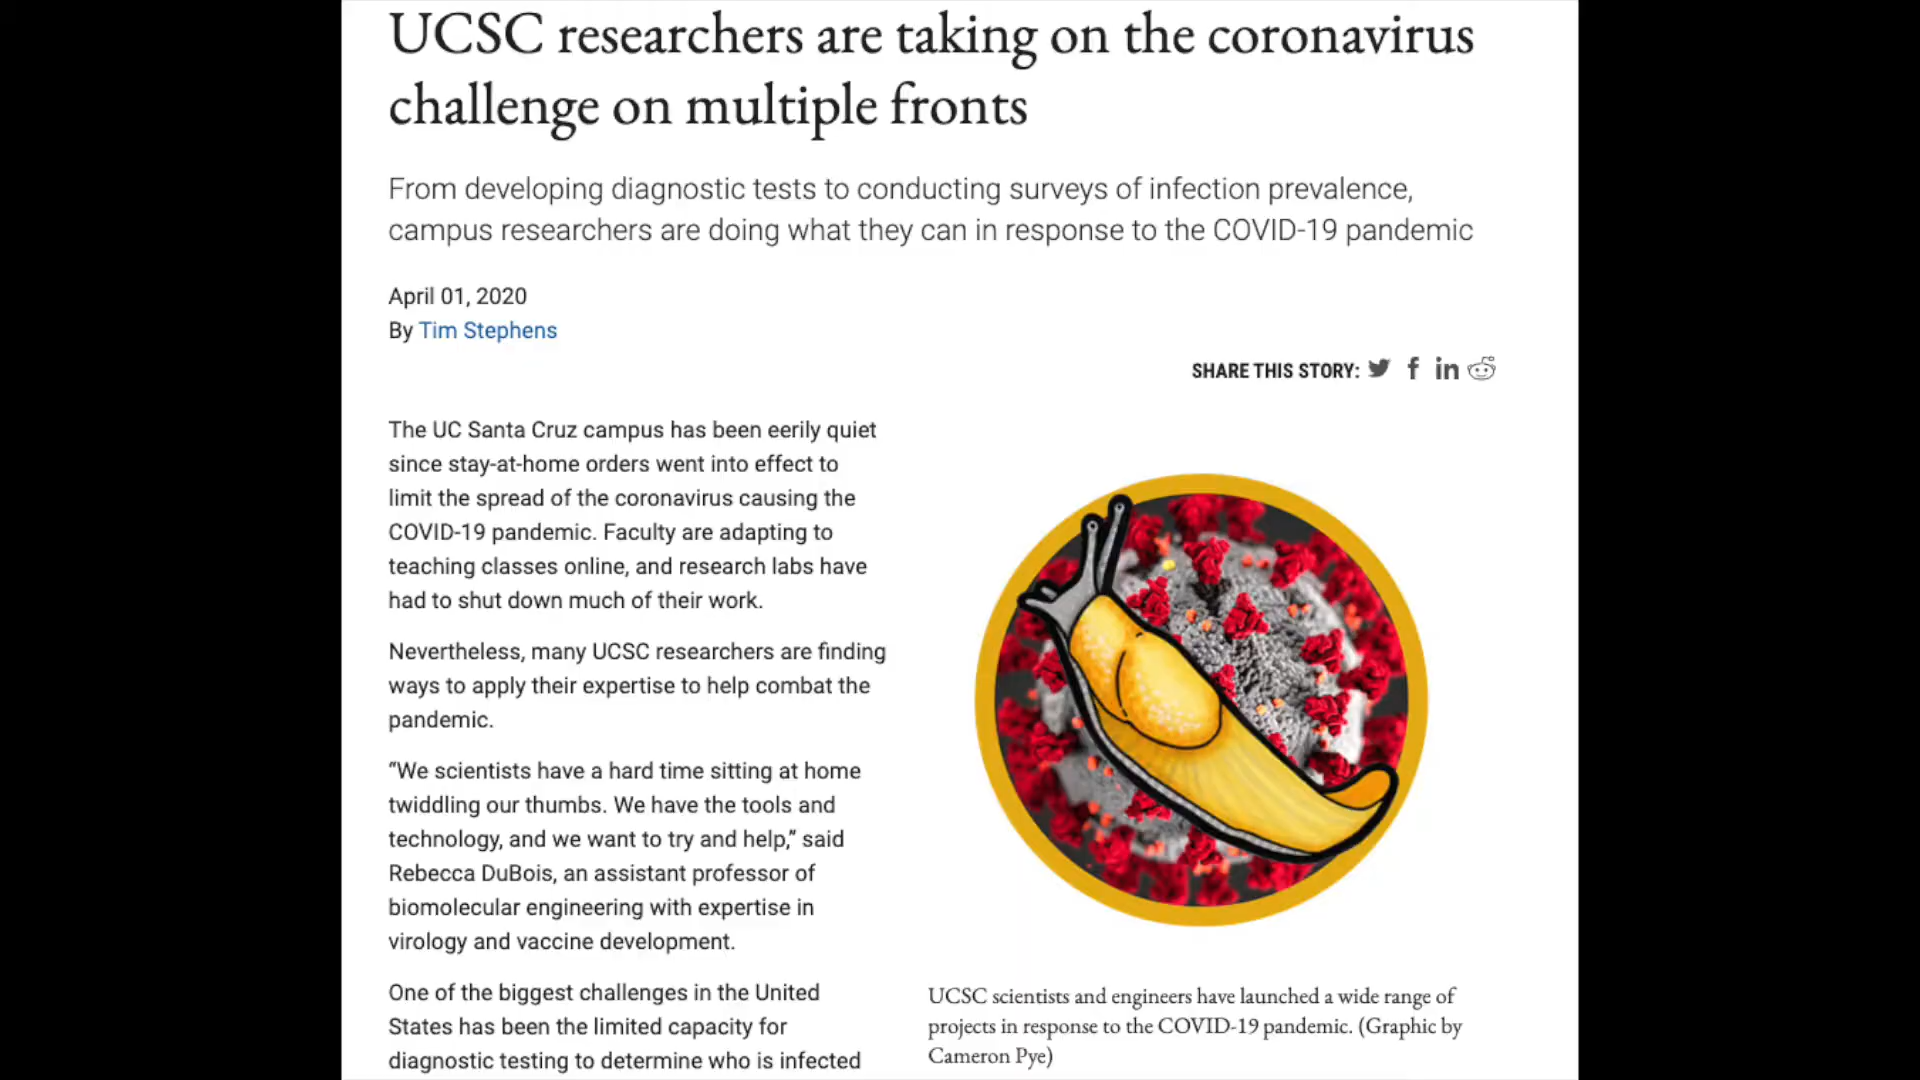 UCSC researchers are taking on the coronavirus
challenge on multiple fronts
From developing diagnostic tests to conducting surveys of infection prevalence,
campus researchers are doing what they can in response to the COVID-19 pandemic
April 01, 2020
By Tim Stephens
SHARE THIS STORY:
The UC Santa Cruz campus has been eerily quiet
since stay-at-home orders went into effect to
limit the spread of the coronavirus causing the
COVID-19 pandemic. Faculty are adapting to
teaching classes online, and research labs have
had to shut down much of their work.
Nevertheless, many UCSC researchers are finding
ways to apply their expertise to help combat the
pandemic.
“We scientists have a hard time sitting at home
twiddling our thumbs. We have the tools and
technology, and we want to try and help,” said
Rebecca DuBois, an assistant professor of
biomolecular engineering with expertise in
virology and vaccine development.
One of the biggest challenges in the United
States has been the limited capacity for
diagnostic testing to determine who is infected
UCSC scientists and engineers have launched a wide range of
projects in response to the COVID-19 pandemic. (Graphic by
Cameron Pye)